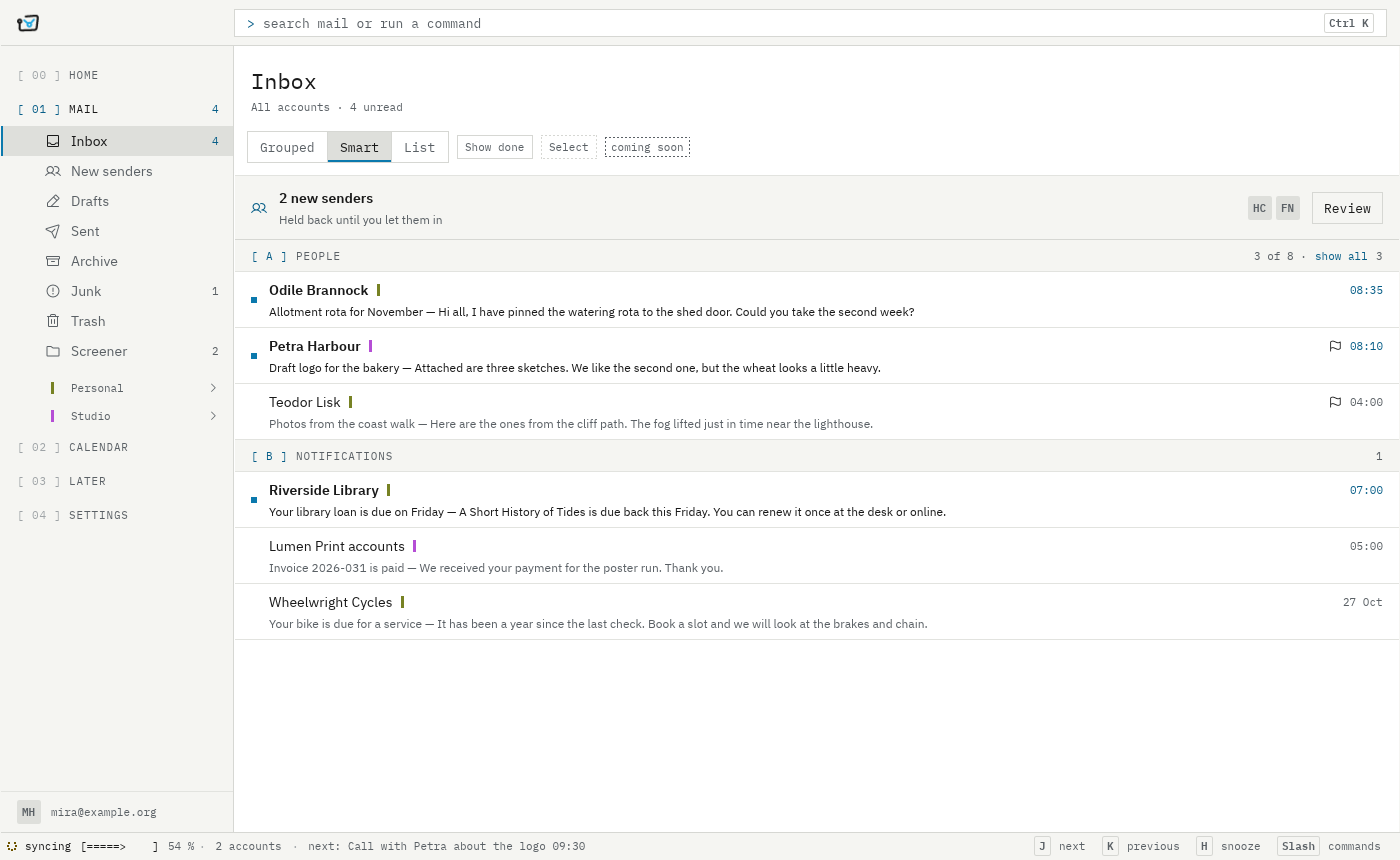 > search mail or run a command Ctrl K
[ 00 ] HOME
[ 01 ] MAIL 4
Inbox 4
New senders
Drafts
Sent
Archive
Junk 1
Trash
Screener 2
Personal
Studio
[ 02 ] CALENDAR
[ 03 ] LATER
[ 04 ] SETTINGS
MH mira@example.org
Inbox
All accounts · 4 unread
Grouped Smart List Show done Select coming soon
2 new senders
Held back until you let them in
HC FN Review
[ A ] PEOPLE 3 of 8 · show all 3
Odile Brannock 08:35
Allotment rota for November — Hi all, I have pinned the watering rota to the shed door. Could you take the second week?
Petra Harbour 08:10
Draft logo for the bakery — Attached are three sketches. We like the second one, but the wheat looks a little heavy.
Teodor Lisk 04:00
Photos from the coast walk — Here are the ones from the cliff path. The fog lifted just in time near the lighthouse.
[ B ] NOTIFICATIONS 1
Riverside Library 07:00
Your library loan is due on Friday — A Short History of Tides is due back this Friday. You can renew it once at the desk or online.
Lumen Print accounts 05:00
Invoice 2026-031 is paid — We received your payment for the poster run. Thank you.
Wheelwright Cycles 27 Oct
Your bike is due for a service — It has been a year since the last check. Book a slot and we will look at the brakes and chain.
syncing [=====> ] 54 % · 2 accounts · next: Call with Petra about the logo 09:30 J next K previous H snooze Slash commands